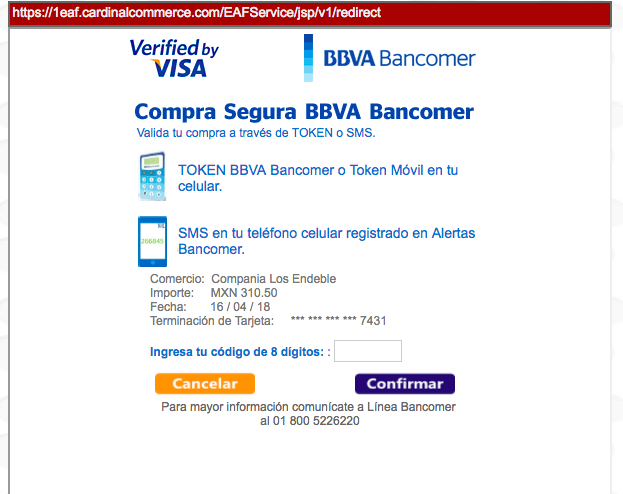 https://1eaf.cardinalcommerce.com/EAFService/jsp/v1/redirect
Verified by
VISA
BBVA Bancomer
Compra Segura BBVA Bancomer
Valida tu compra a través de TOKEN o SMS.
TOKEN BBVA Bancomer o Token Móvil en tu
celular.
266845
SMS en tu teléfono celular registrado en Alertas
Bancomer.
Comercio: Compania Los Endeble
Importe: MXN 310.50
Fecha: 16 / 04 / 18
Terminación de Tarjeta: *** *** *** *** 7431
Ingresa tu código de 8 dígitos: :
Cancelar Confirmar
Para mayor información comunícate a Línea Bancomer
al 01 800 5226220